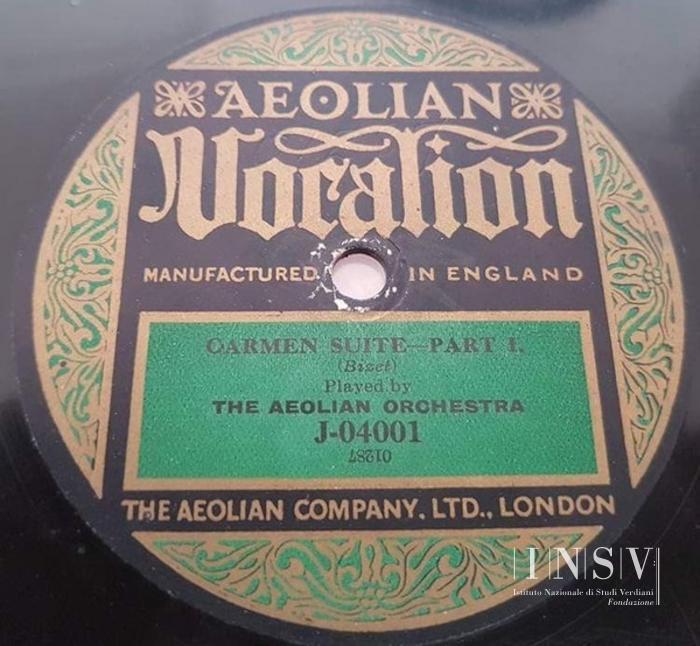 AEOLIAN
Vocalion
MANUFACTURED IN ENGLAND
CARMEN SUITE—PART I.
(Bizet)
Played by
THE AEOLIAN ORCHESTRA
J-04001
01287
THE AEOLIAN COMPANY, LTD., LONDON
INSV
Istituto Nazionale di Studi Verdiani
Fondazione